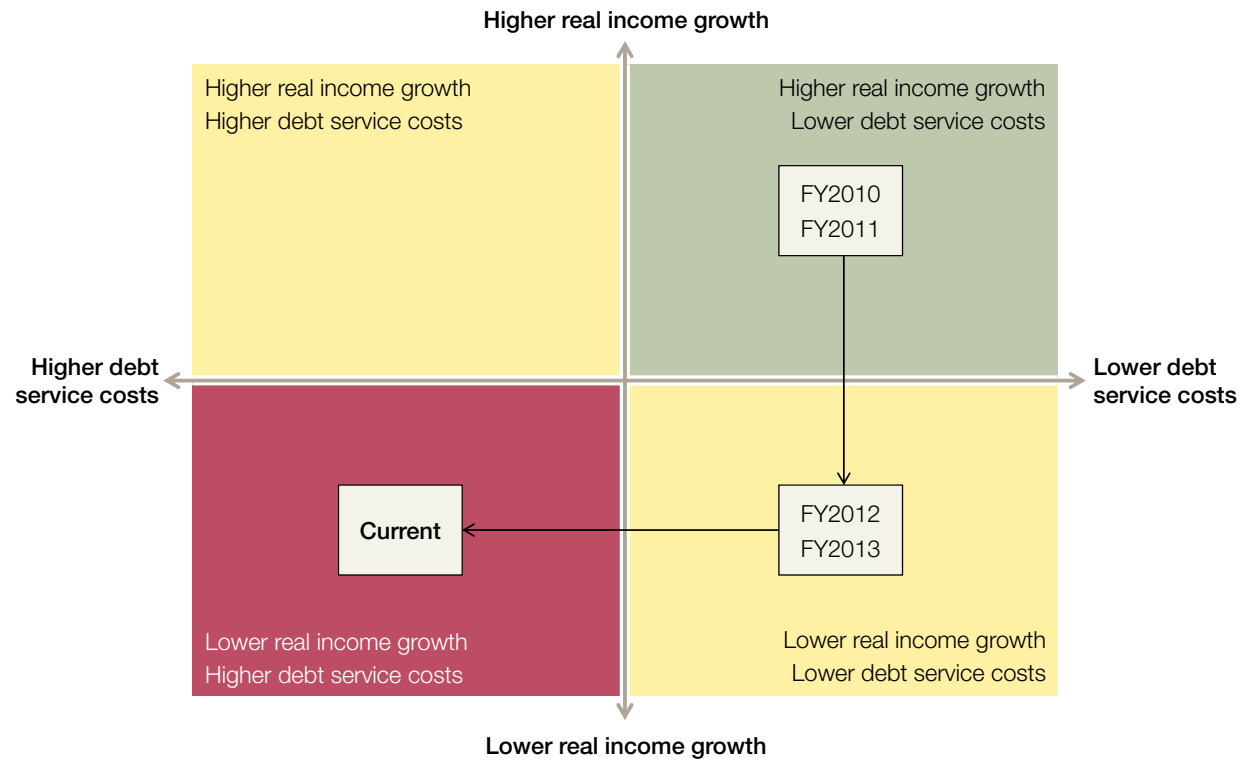 Higher real income growth
Higher real income growth
Higher debt service costs
Higher real income growth
Lower debt service costs
FY2010
FY2011
Higher debt
service costs
Lower debt
service costs
Current
FY2012
FY2013
Lower real income growth
Higher debt service costs
Lower real income growth
Lower debt service costs
Lower real income growth